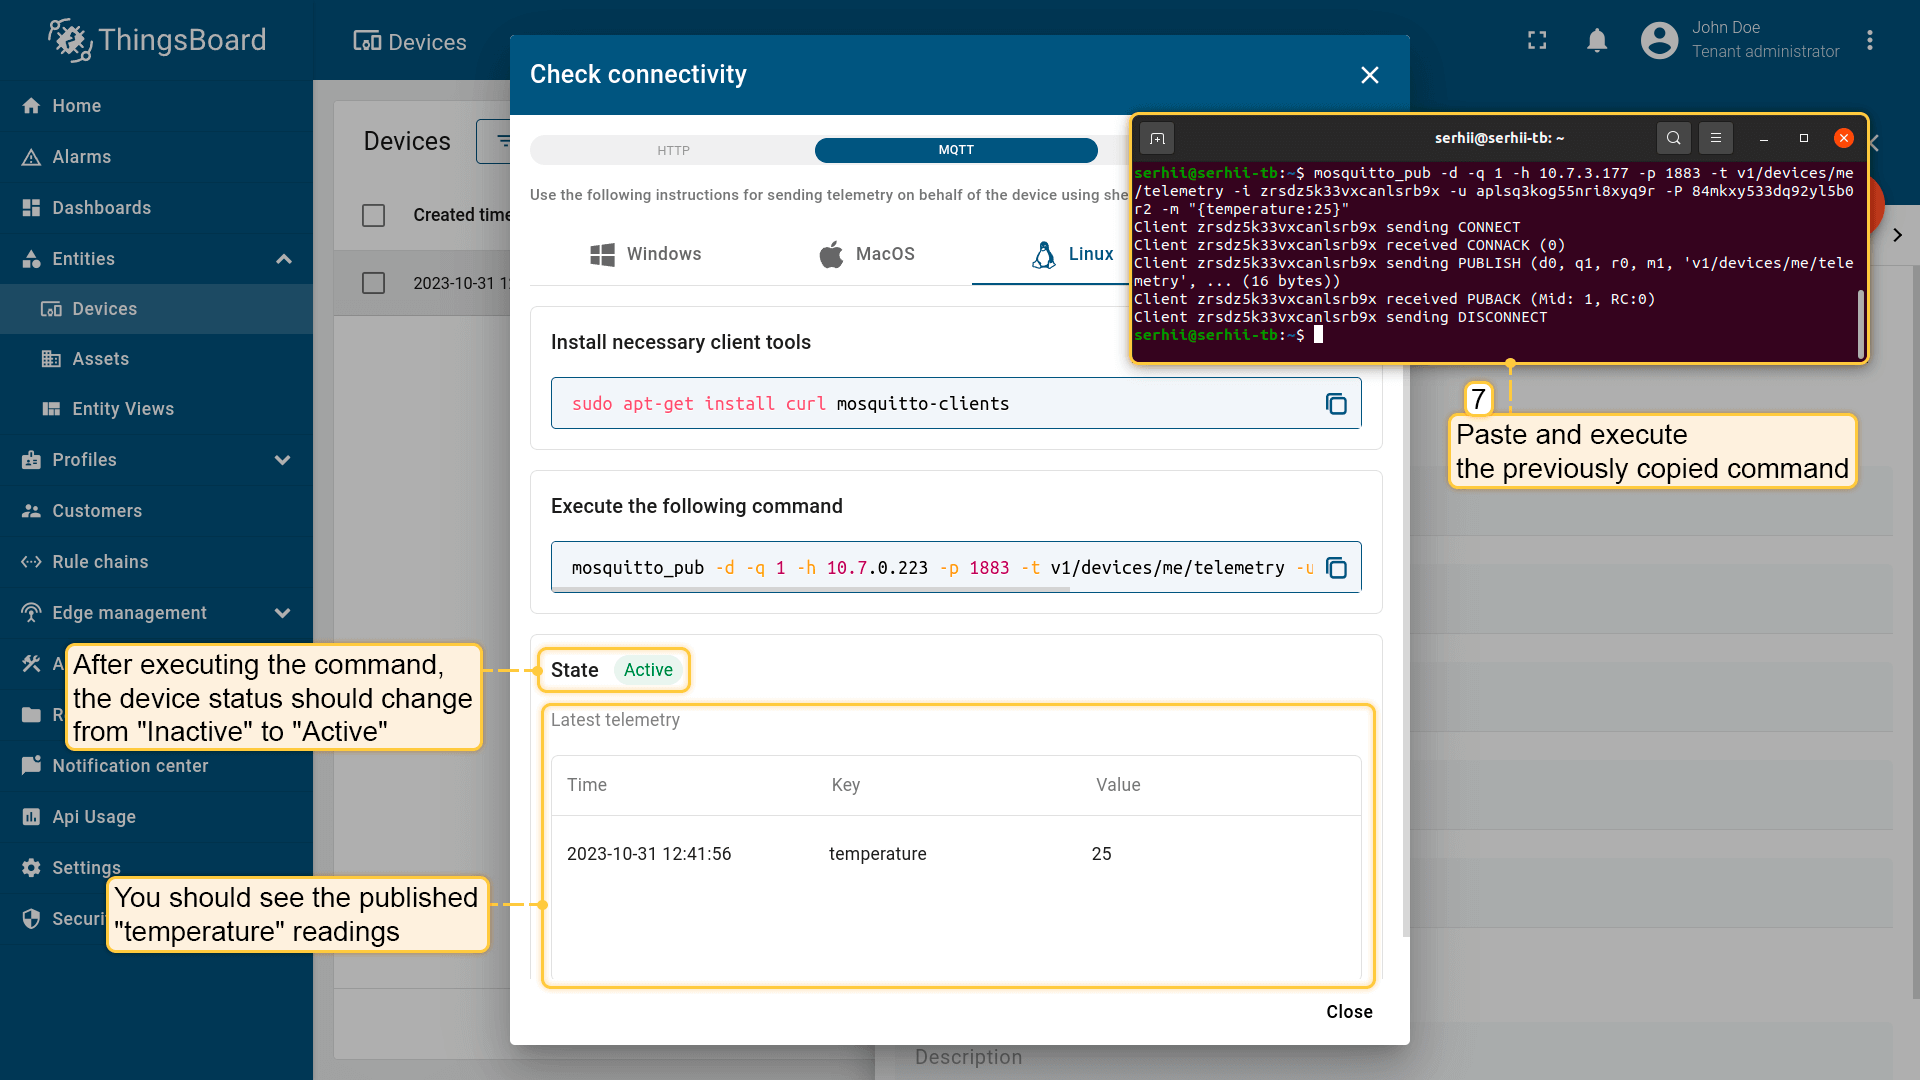 ThingsBoard
Devices
John Doe
Tenant administrator
Home
Alarms
Dashboards
Entities
Devices
Assets
Entity Views
Profiles
Customers
Rule chains
Edge management
Notification center
Api Usage
Settings
Devices
Created time
Check connectivity
HTTP
MQTT
Use the following instructions for sending telemetry on behalf of the device using
Windows
MacOS
Linux
Install necessary client tools
sudo apt-get install curl mosquitto-clients
Execute the following command
mosquitto_pub -d -q 1 -h 10.7.0.223 -p 1883 -t v1/devices/me/telemetry -u
State
Active
Latest telemetry
Time
Key
Value
2023-10-31 12:41:56
temperature
25
Close
serhii@serhii-tb: ~
serhii@serhii-tb:~$ mosquitto_pub -d -q 1 -h 10.7.3.177 -p 1883 -t v1/devices/me
/telemetry -i zrsdz5k33vxcanlsrb9x -u aplsq3kog55nri8xyq9r -P 84mkxy533dq92yl5b0
r2 -m "{temperature:25}"
Client zrsdz5k33vxcanlsrb9x sending CONNECT
Client zrsdz5k33vxcanlsrb9x received CONNACK (0)
Client zrsdz5k33vxcanlsrb9x sending PUBLISH (d0, q1, r0, m1, 'v1/devices/me/tele
metry', ... (16 bytes))
Client zrsdz5k33vxcanlsrb9x received PUBACK (Mid: 1, RC:0)
Client zrsdz5k33vxcanlsrb9x sending DISCONNECT
serhii@serhii-tb:~$
7
Paste and execute
the previously copied command
After executing the command,
the device status should change
from "Inactive" to "Active"
You should see the published
"temperature" readings
2023-10-31
Description